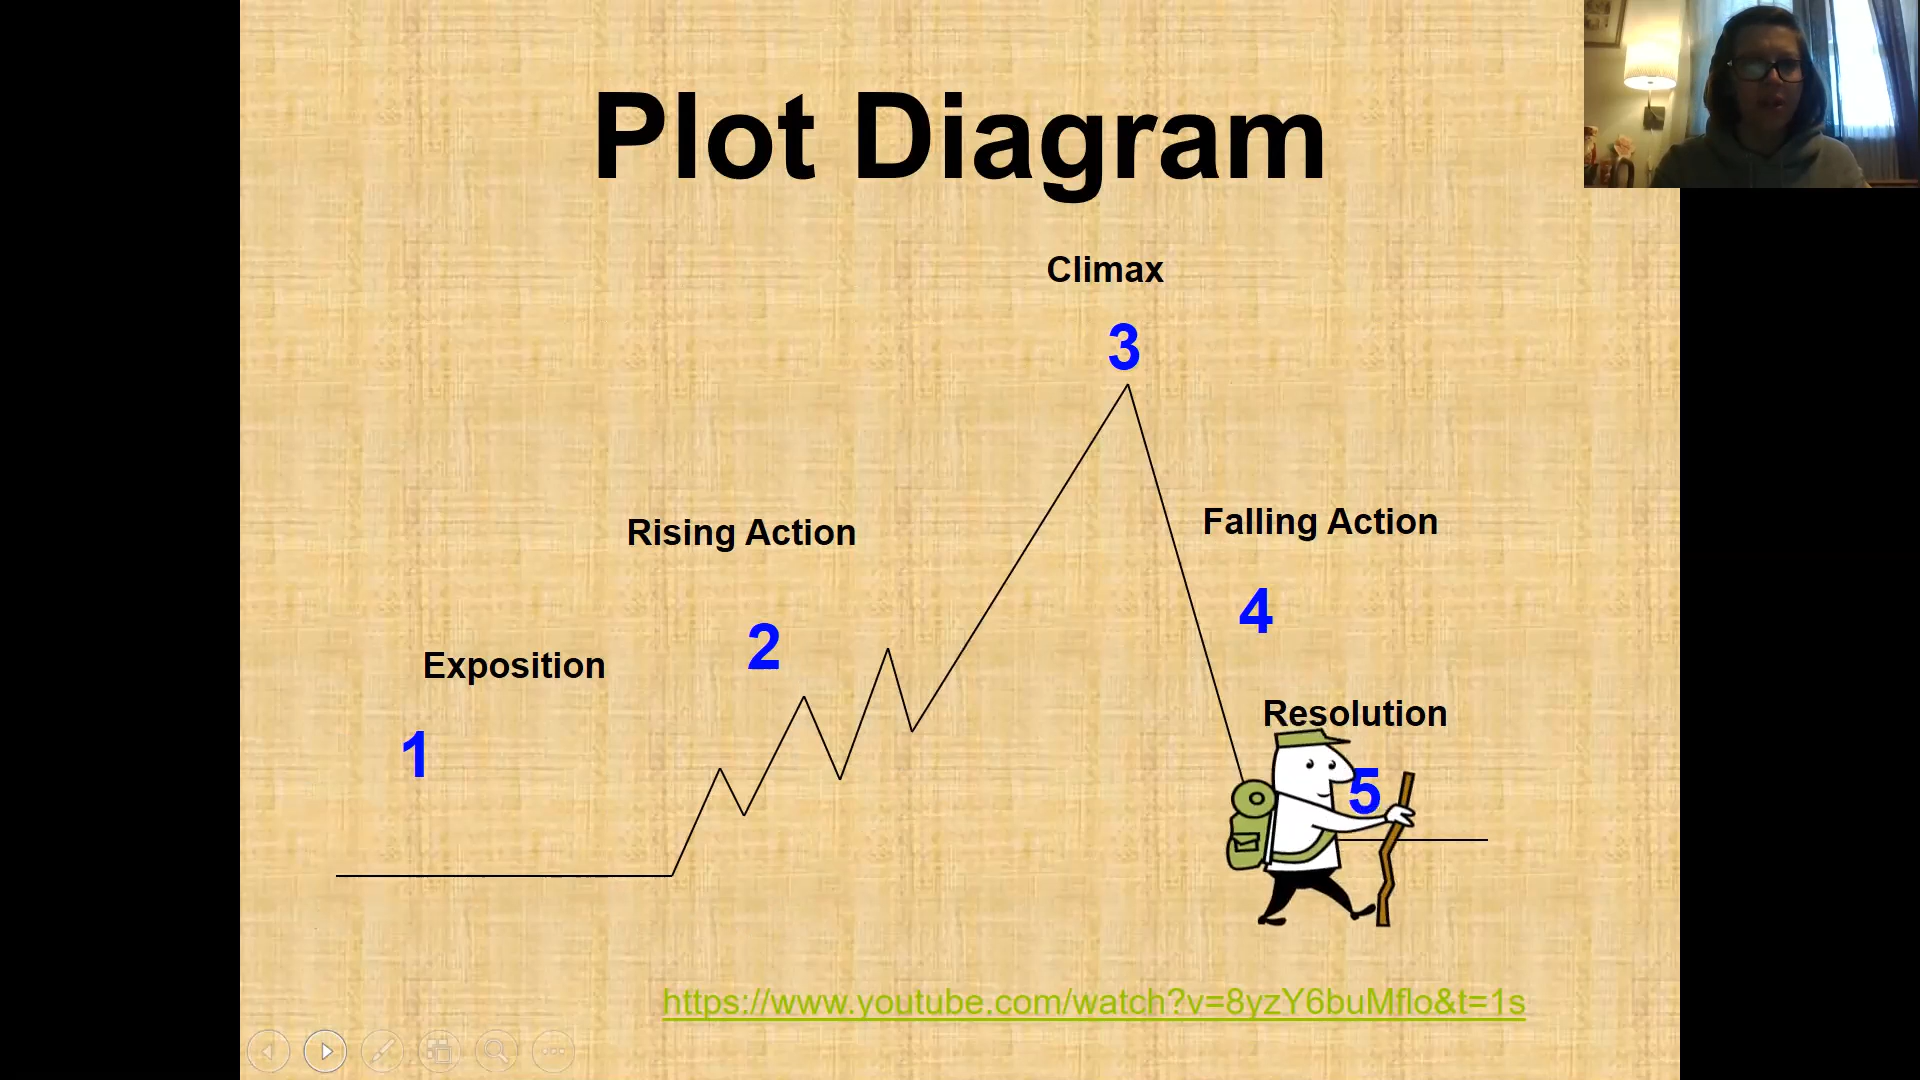 Plot Diagram
Climax
3
Rising Action
Falling Action
2
4
Exposition
1
Resolution
5
https://www.youtube.com/watch?v=8yzY6buMflo&t=1s